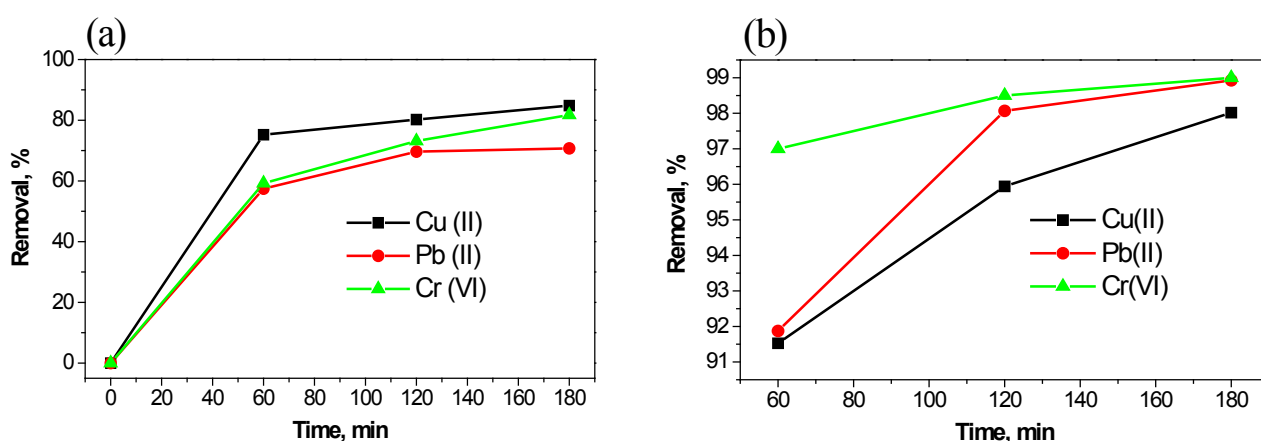 (a)
100
80
60
40
20
0
Removal, %
Cu (II)
Pb (II)
Cr (VI)
0 20 40 60 80 100 120 140 160 180
Time, min
(b)
99
98
97
96
95
94
93
92
91
Removal, %
Cu(II)
Pb(II)
Cr(VI)
60 80 100 120 140 160 180
Time, min